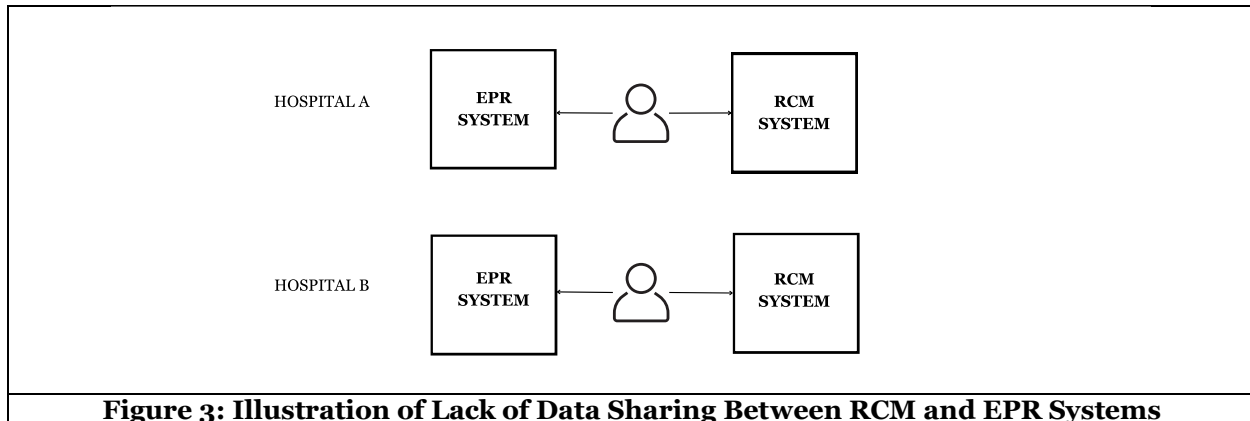 HOSPITAL A
EPR
SYSTEM
RCM
SYSTEM
HOSPITAL B
EPR
SYSTEM
RCM
SYSTEM
Figure 3: Illustration of Lack of Data Sharing Between RCM and EPR Systems